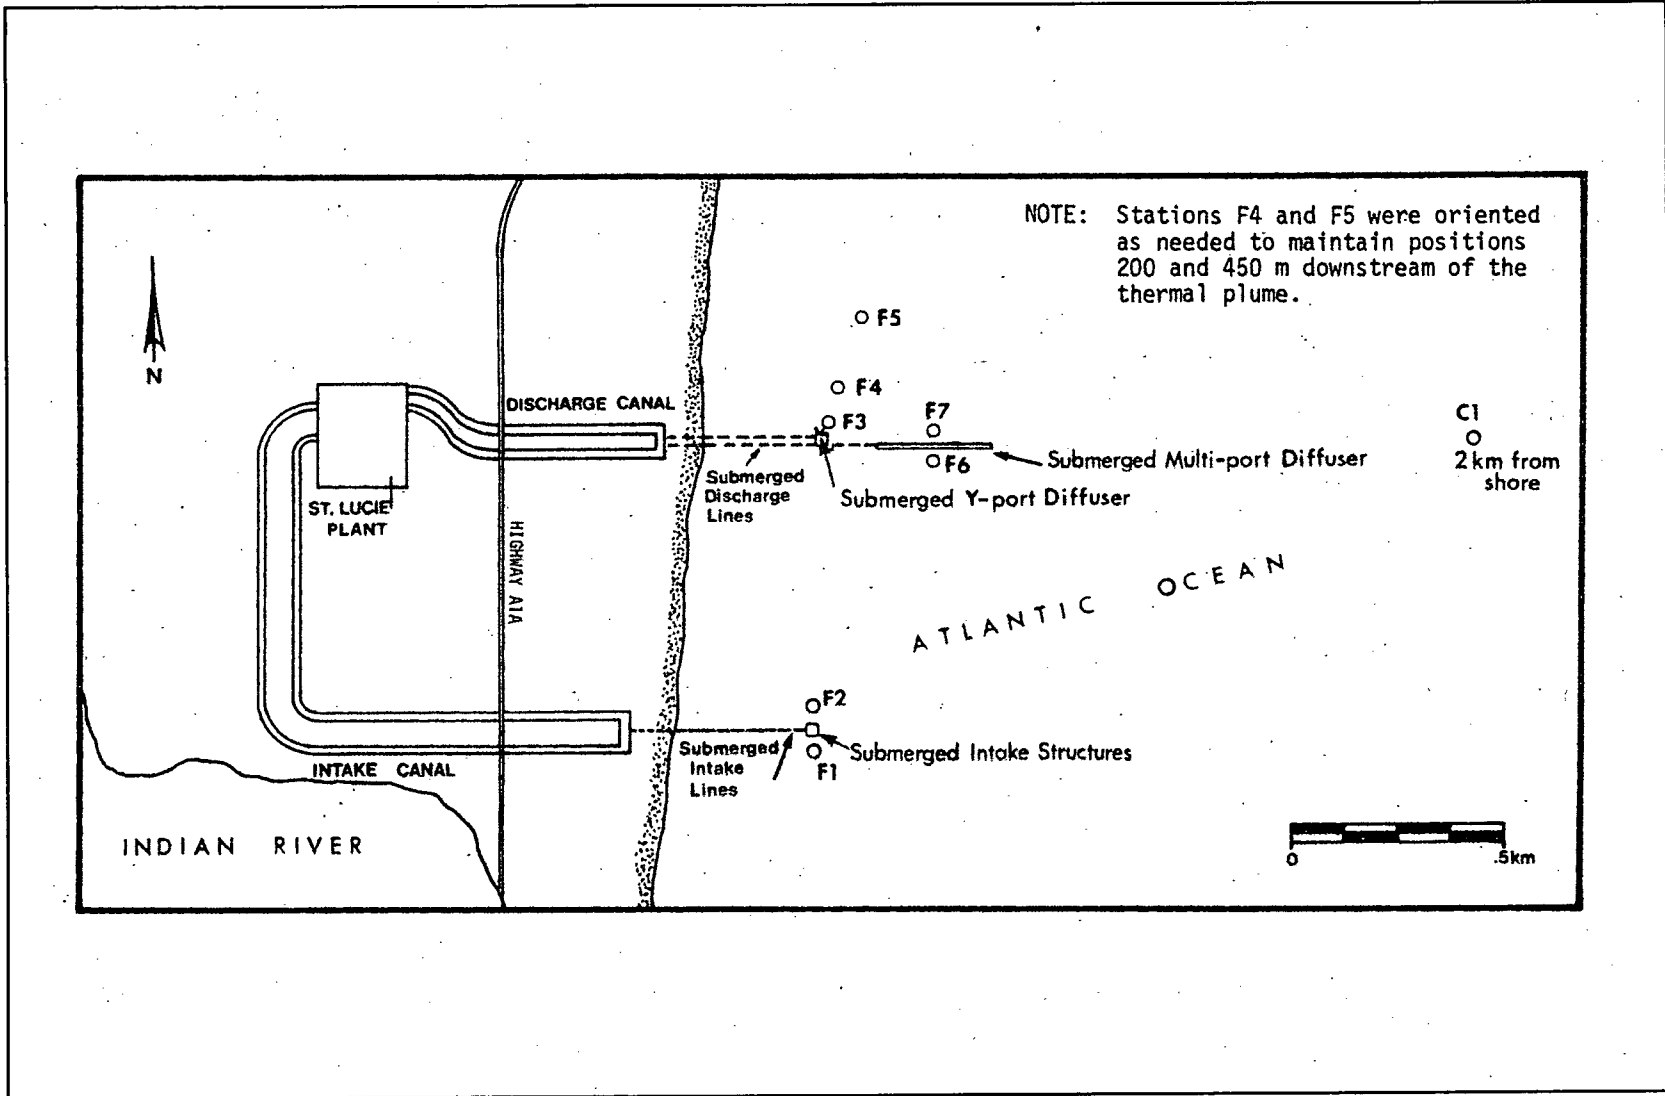 NOTE: Stations F4 and F5 were oriented
as needed to maintain positions
200 and 450 m downstream of the
thermal plume.
N
F5
F4
F3
F7
F6
C1
2 km from
shore
DISCHARGE CANAL
Submerged Multi-port Diffuser
Submerged
Discharge
Lines
Submerged Y-port Diffuser
ST. LUCIE
PLANT
HIGHWAY A1A
ATLANTIC OCEAN
F2
Submerged Intake Structures
F1
Submerged
Intake
Lines
INTAKE CANAL
INDIAN RIVER
0 .5km